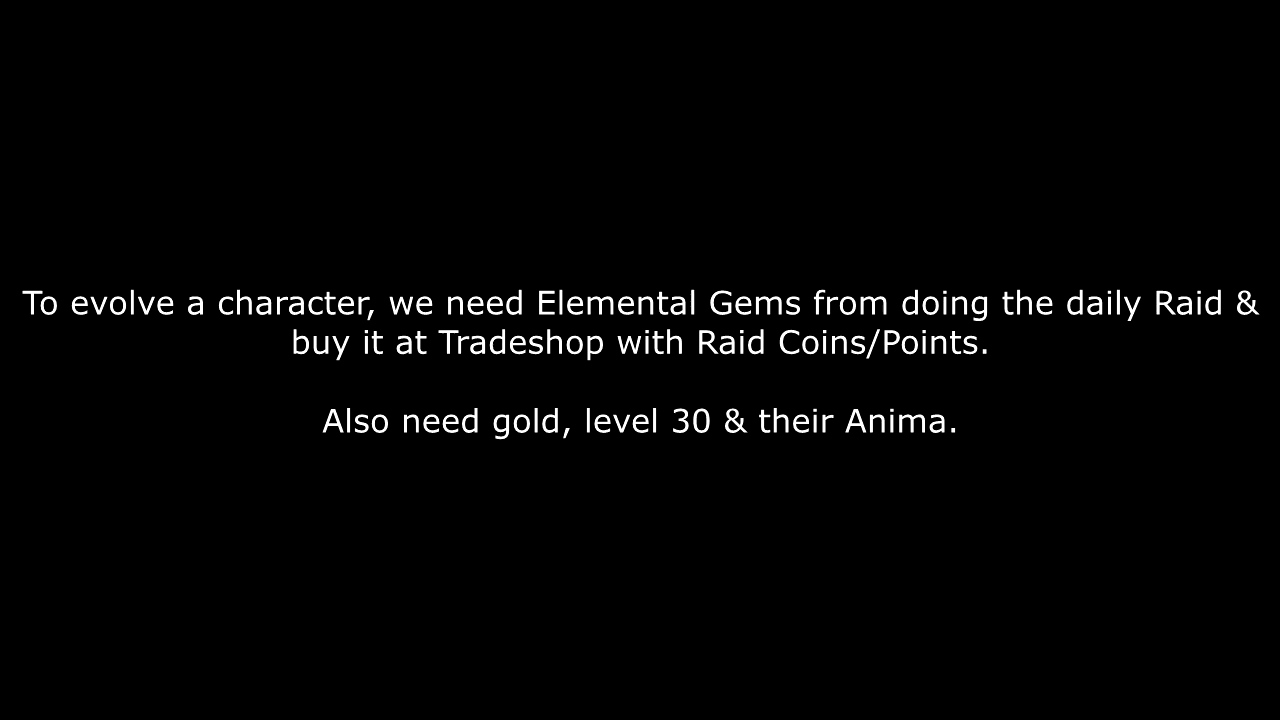 To evolve a character, we need Elemental Gems from doing the daily Raid &
buy it at Tradeshop with Raid Coins/Points.
Also need gold, level 30 & their Anima.